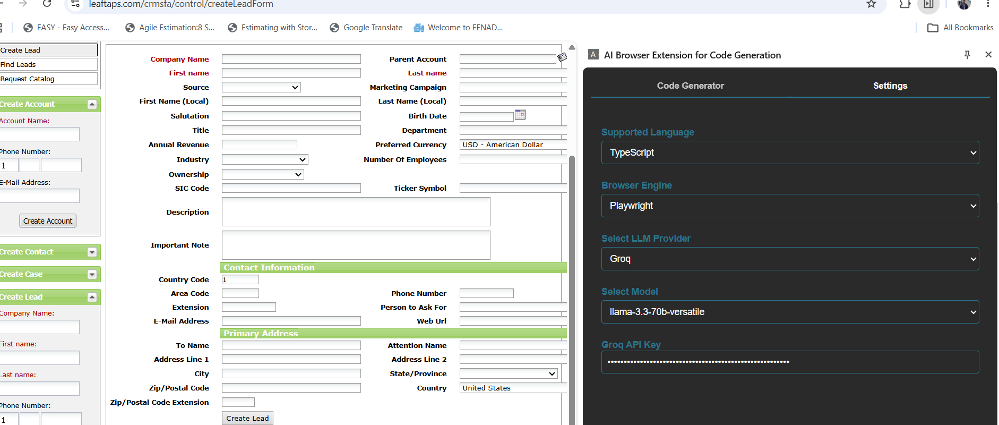 leaftaps.com/crmsfa/control/createLeadForm
EASY - Easy Access...
Agile Estimation:8 S...
Estimating with Stor...
Google Translate
Welcome to EENAD...
All Bookmarks
Create Lead
Find Leads
Request Catalog
Create Account
Account Name:
Phone Number:
1
E-Mail Address:
Create Account
Create Contact
Create Case
Create Lead
Company Name:
First name:
Last name:
Phone Number:
1
Company Name
Parent Account
First name
Last name
Source
Marketing Campaign
First Name (Local)
Last Name (Local)
Salutation
Birth Date
Title
Department
Annual Revenue
Preferred Currency
USD - American Dollar
Industry
Number Of Employees
Ownership
SIC Code
Ticker Symbol
Description
Important Note
Contact Information
Country Code
1
Area Code
Phone Number
Extension
Person to Ask For
E-Mail Address
Web Url
Primary Address
To Name
Attention Name
Address Line 1
Address Line 2
City
State/Province
Zip/Postal Code
Country
United States
Zip/Postal Code Extension
Create Lead
A
AI Browser Extension for Code Generation
Code Generator
Settings
Supported Language
TypeScript
Browser Engine
Playwright
Select LLM Provider
Groq
Select Model
llama-3.3-70b-versatile
Groq API Key